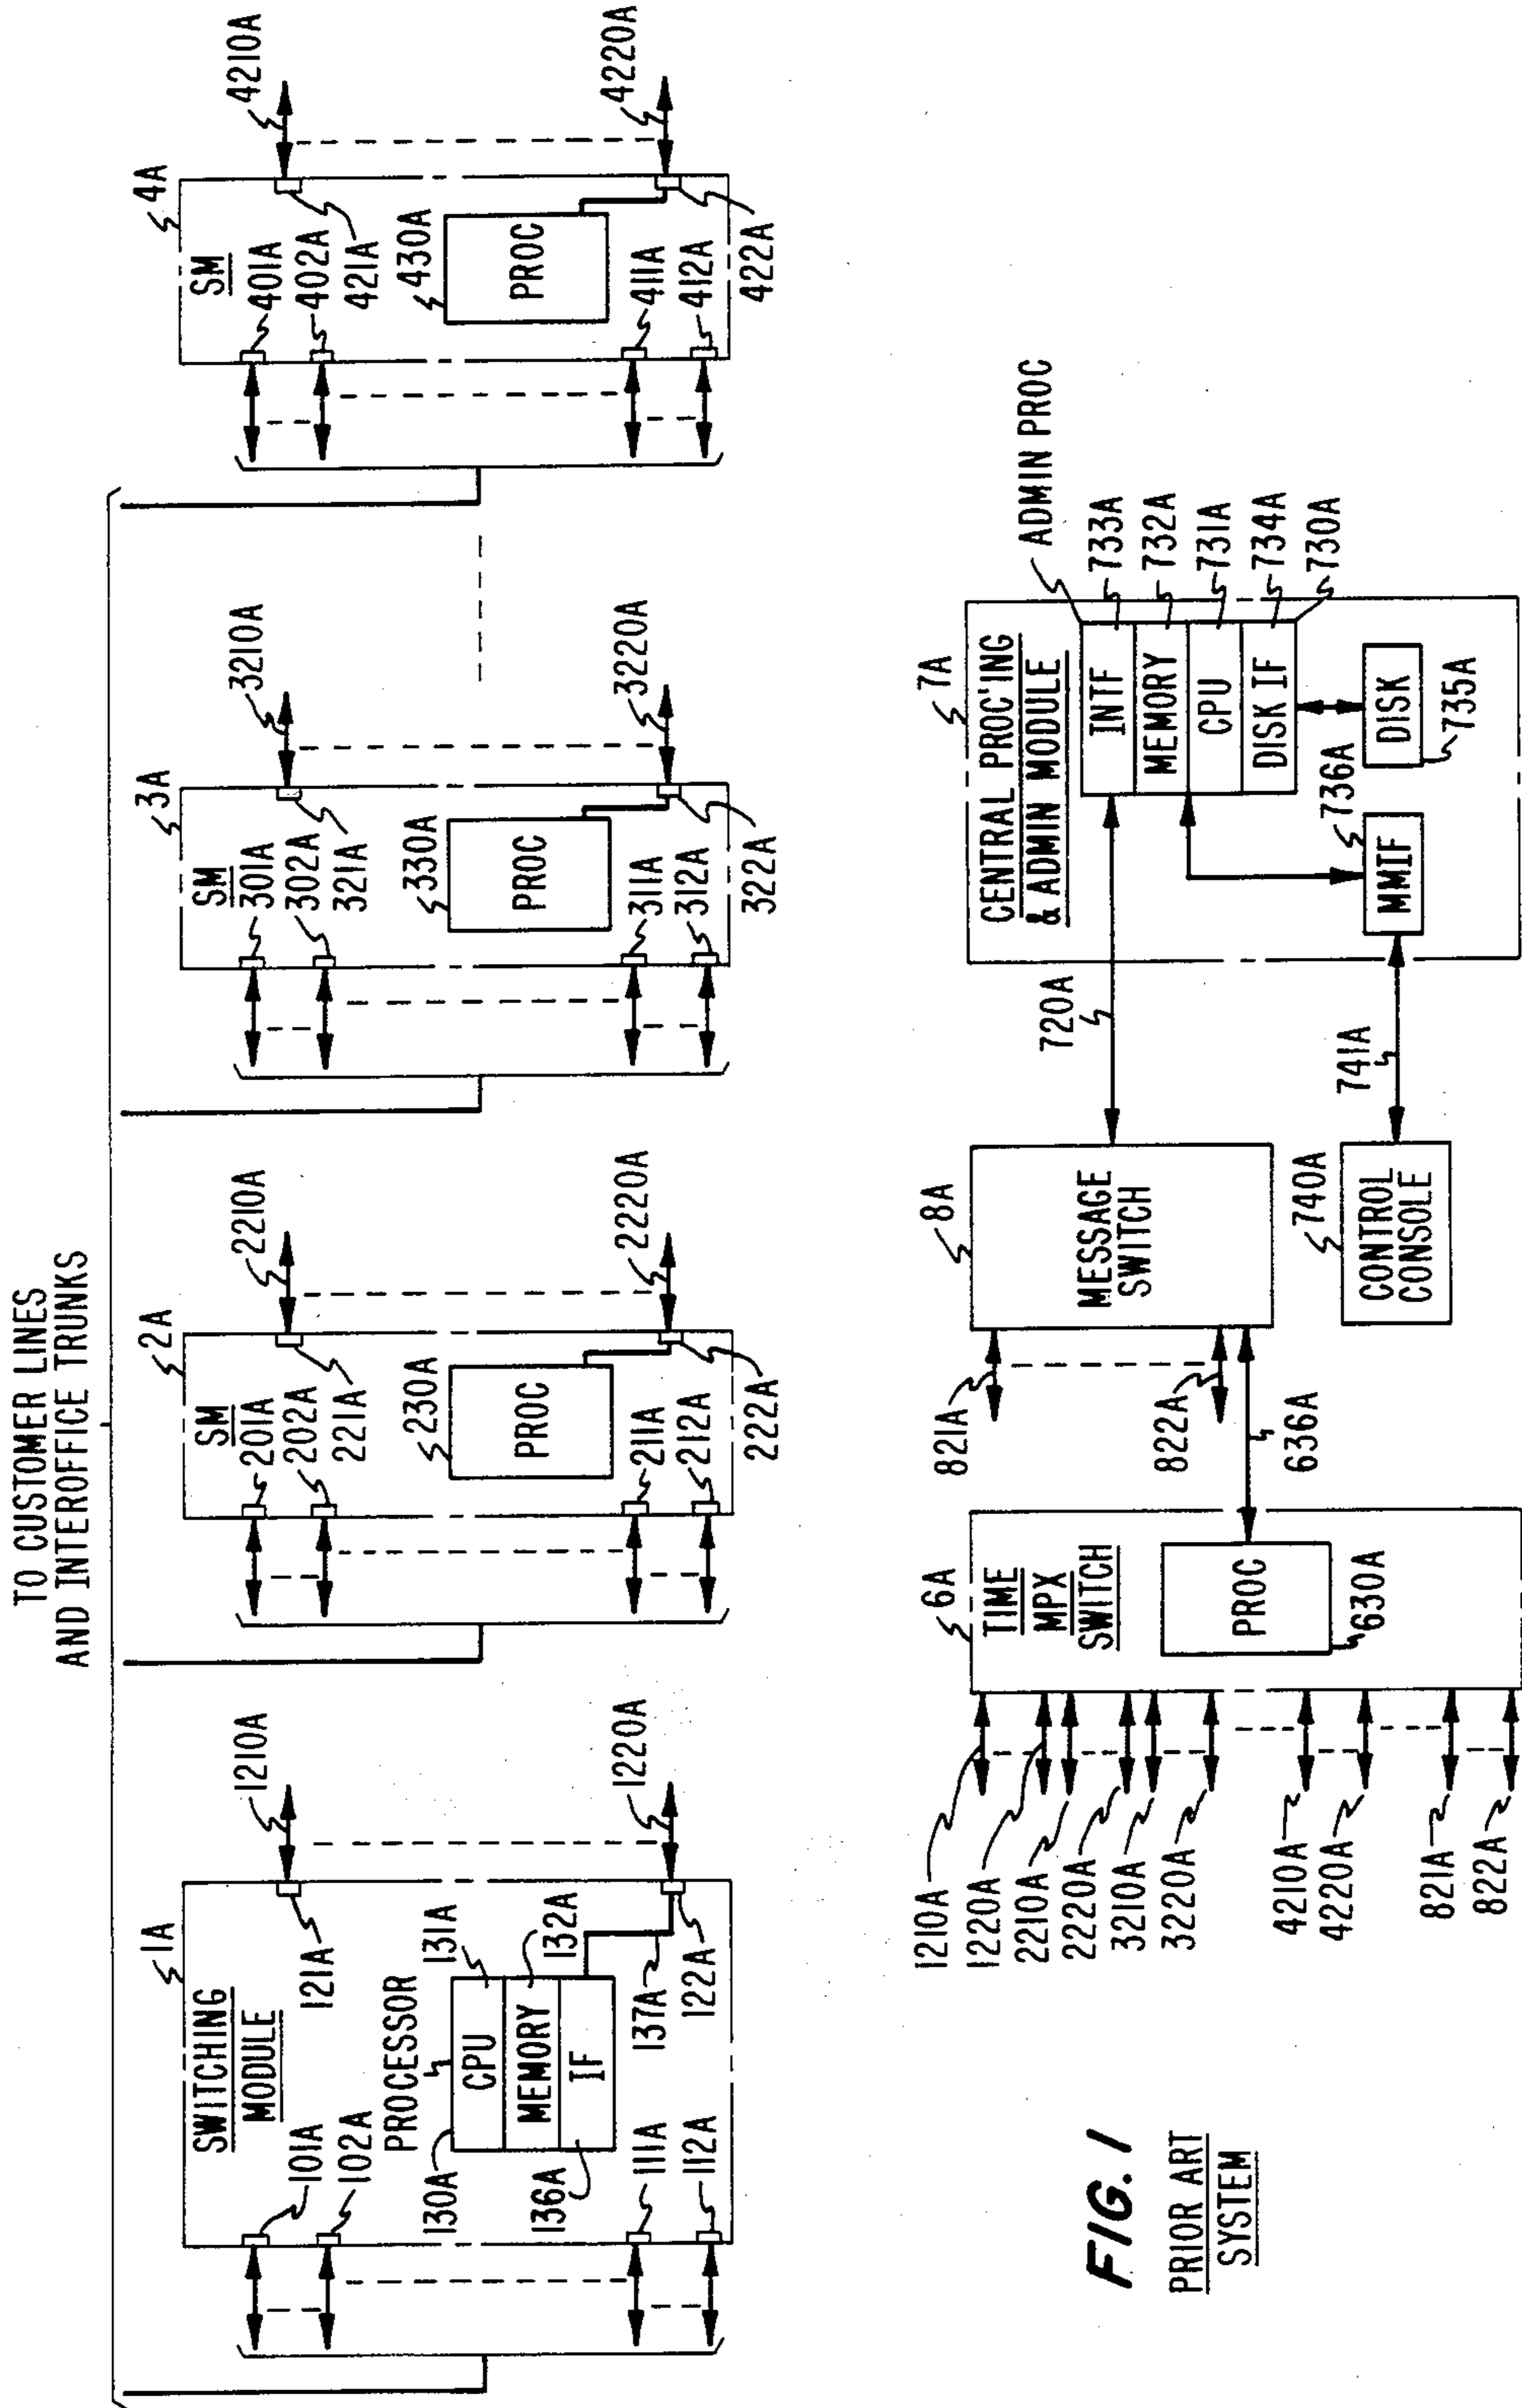 TO CUSTOMER LINES
AND INTEROFFICE TRUNKS
1A
SWITCHING
MODULE
101A
102A
121A
1210A
PROCESSOR
130A
131A
CPU
MEMORY
132A
IF
136A
137A
111A
112A
122A
1220A
2A
SM
201A
202A
221A
2210A
230A
PROC
211A
212A
222A
2220A
3A
SM
301A
302A
321A
3210A
330A
PROC
311A
312A
322A
3220A
4A
SM
401A
402A
421A
4210A
430A
PROC
411A
412A
422A
4220A
6A
TIME
MPX
SWITCH
PROC
630A
1210A
1220A
2210A
2220A
3210A
3220A
4210A
4220A
821A
822A
8A
MESSAGE
SWITCH
821A
822A
636A
720A
740A
CONTROL
CONSOLE
741A
7A
CENTRAL PROC'ING
& ADMIN MODULE
ADMIN PROC
INTF
733A
MEMORY
732A
CPU
731A
DISK IF
734A
730A
736A
MMIF
DISK
735A
FIG. 1
PRIOR ART
SYSTEM